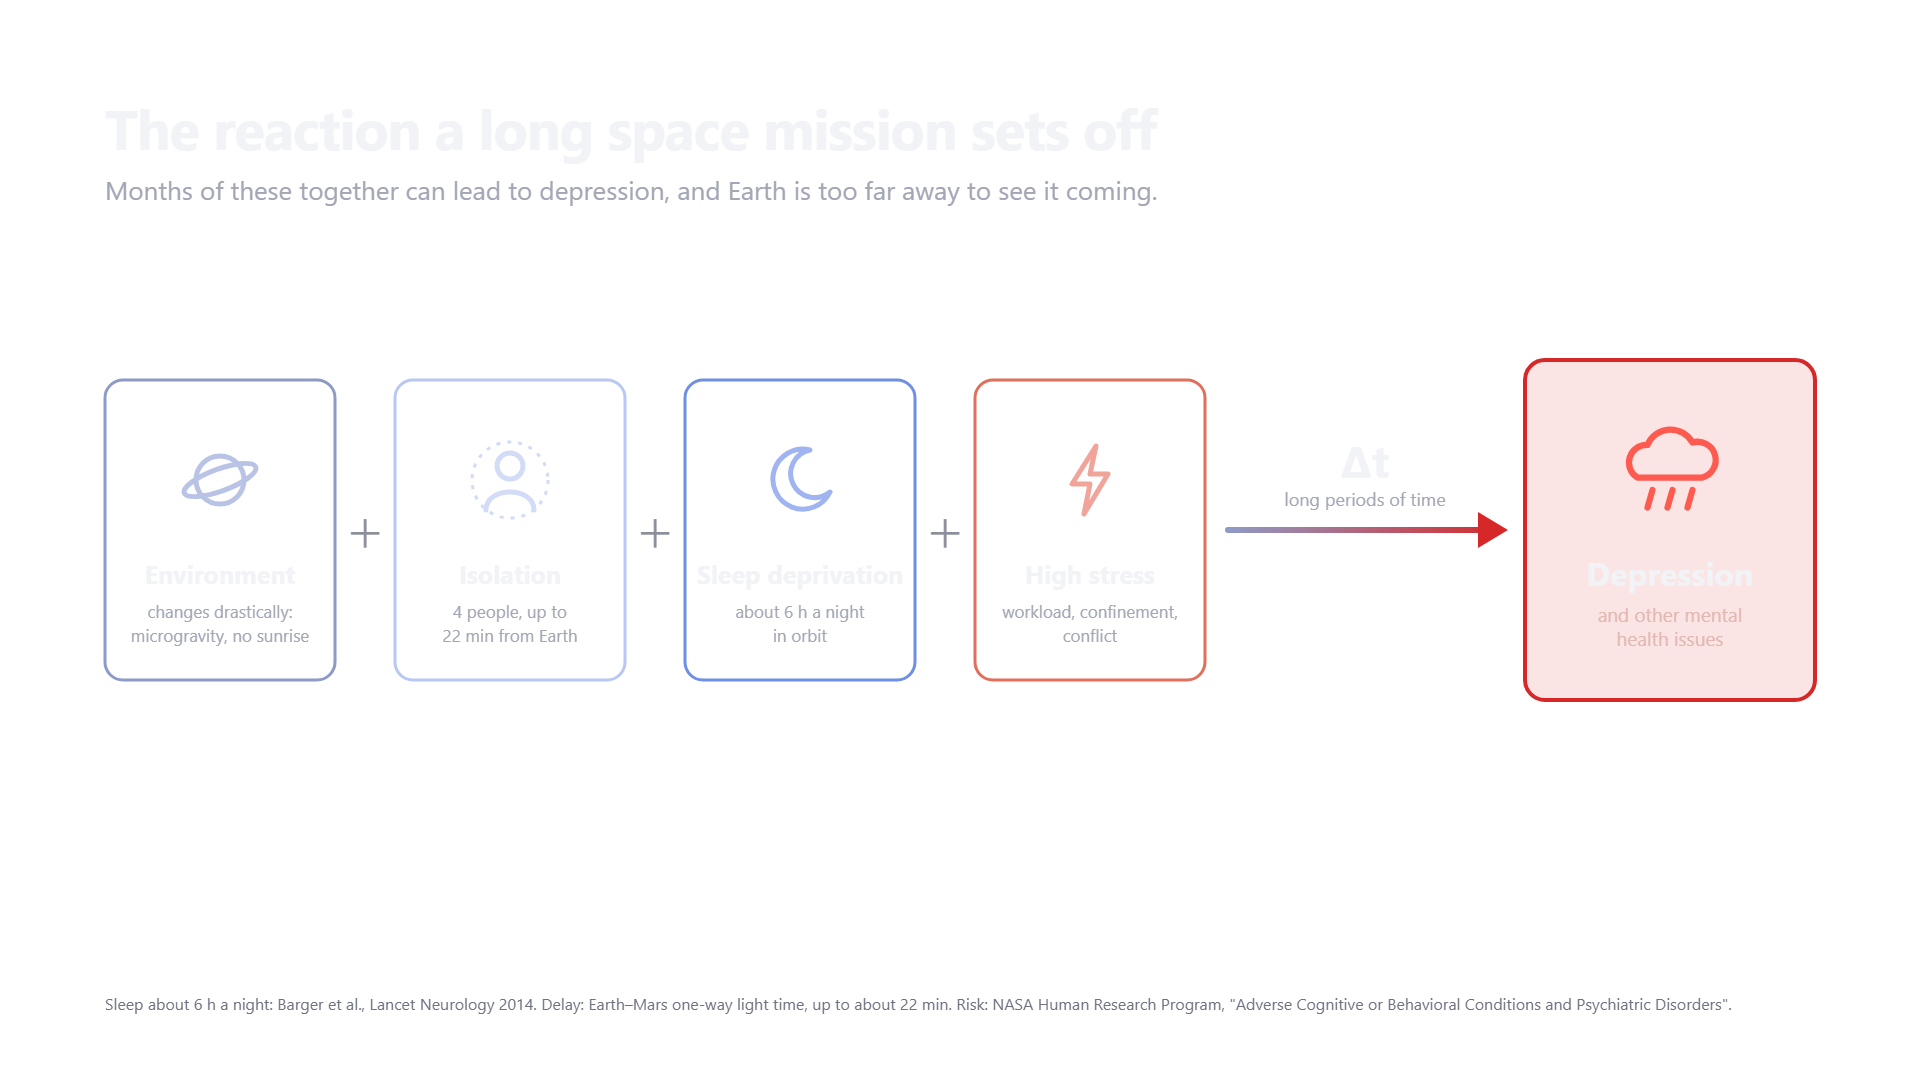 The reaction a long space mission sets off
Months of these together can lead to depression, and Earth is too far away to see it coming.
Environment
changes drastically:
microgravity, no sunrise
+
Isolation
4 people, up to
22 min from Earth
+
Sleep deprivation
about 6 h a night
in orbit
+
High stress
workload, confinement,
conflict
Δt
long periods of time
Depression
and other mental
health issues
Sleep about 6 h a night: Barger et al., Lancet Neurology 2014. Delay: Earth–Mars one-way light time, up to about 22 min. Risk: NASA Human Research Program, "Adverse Cognitive or Behavioral Conditions and Psychiatric Disorders".